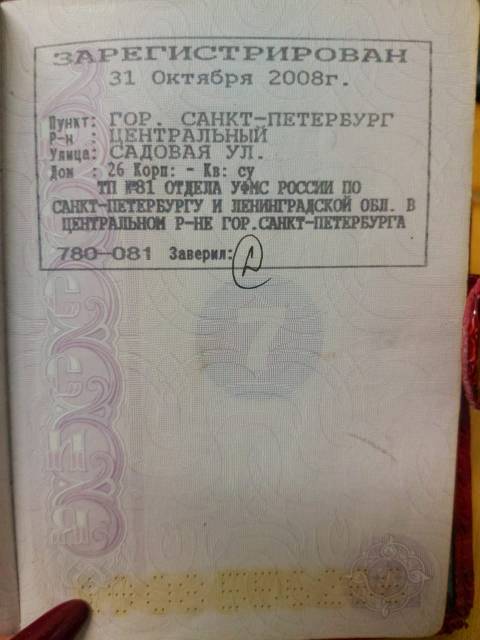 ЗАРЕГИСТРИРОВАН
31 Октября 2008г.
Пункт: ГОР. САНКТ-ПЕТЕРБУРГ
Р-н : ЦЕНТРАЛЬНЫЙ
Улица: САДОВАЯ УЛ.
Дом : 26 Корп: - Кв: су
ТП №81 ОТДЕЛА УФМС РОССИИ ПО
САНКТ-ПЕТЕРБУРГУ И ЛЕНИНГРАДСКОЙ ОБЛ. В
ЦЕНТРАЛЬНОМ Р-НЕ ГОР.САНКТ-ПЕТЕРБУРГА
780-081 Заверил:
7